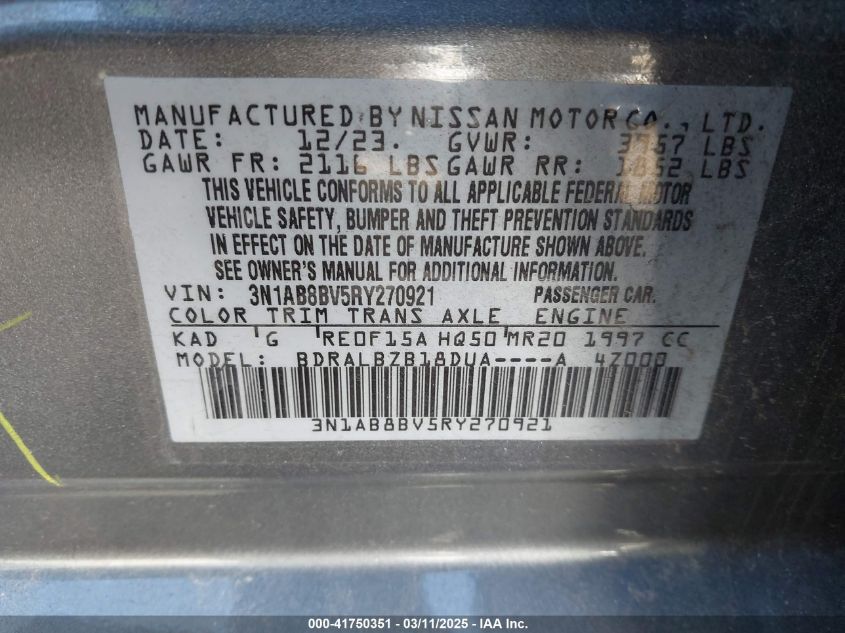 MANUFACTURED BY NISSAN MOTOR CO., LTD.
DATE: 12/23. GVWR: 3757 LBS
GAWR FR: 2116 LBS GAWR RR: 1652 LBS
THIS VEHICLE CONFORMS TO ALL APPLICABLE FEDERAL MOTOR
VEHICLE SAFETY, BUMPER AND THEFT PREVENTION STANDARDS
IN EFFECT ON THE DATE OF MANUFACTURE SHOWN ABOVE.
SEE OWNER'S MANUAL FOR ADDITIONAL INFORMATION.
VIN: 3N1AB8BV5RY270921 PASSENGER CAR.
COLOR TRIM TRANS AXLE ENGINE
KAD G RE0F15A HQ50 MR20 1997 CC
MODEL: BDRALBZB18DUA----A 4Z000
3N1AB8BV5RY270921
000-41750351 | 03/11/2025 | IAA, Inc.